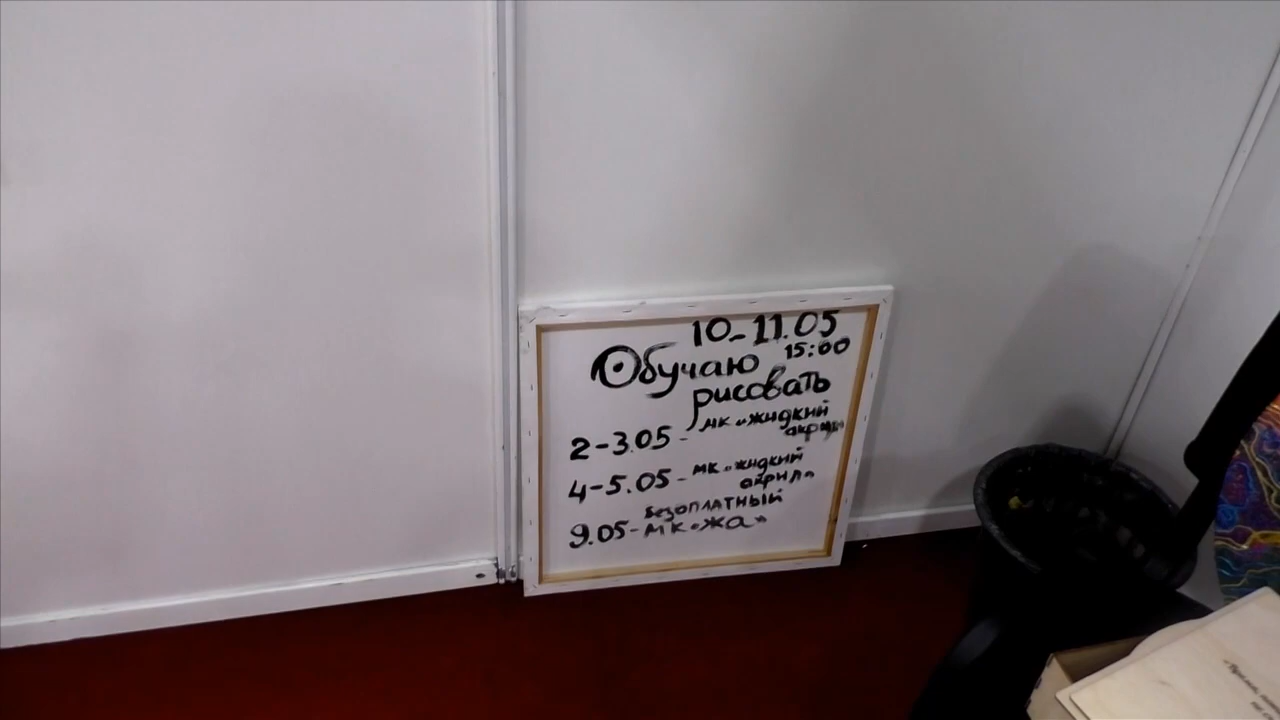 10-11.05
15:00
Обучаю
рисовать
2-3.05 - мк «жидкий
акрил»
4-5.05 - мк «жидкий
акрил»
безоплатный
9.05 - мк «жа»